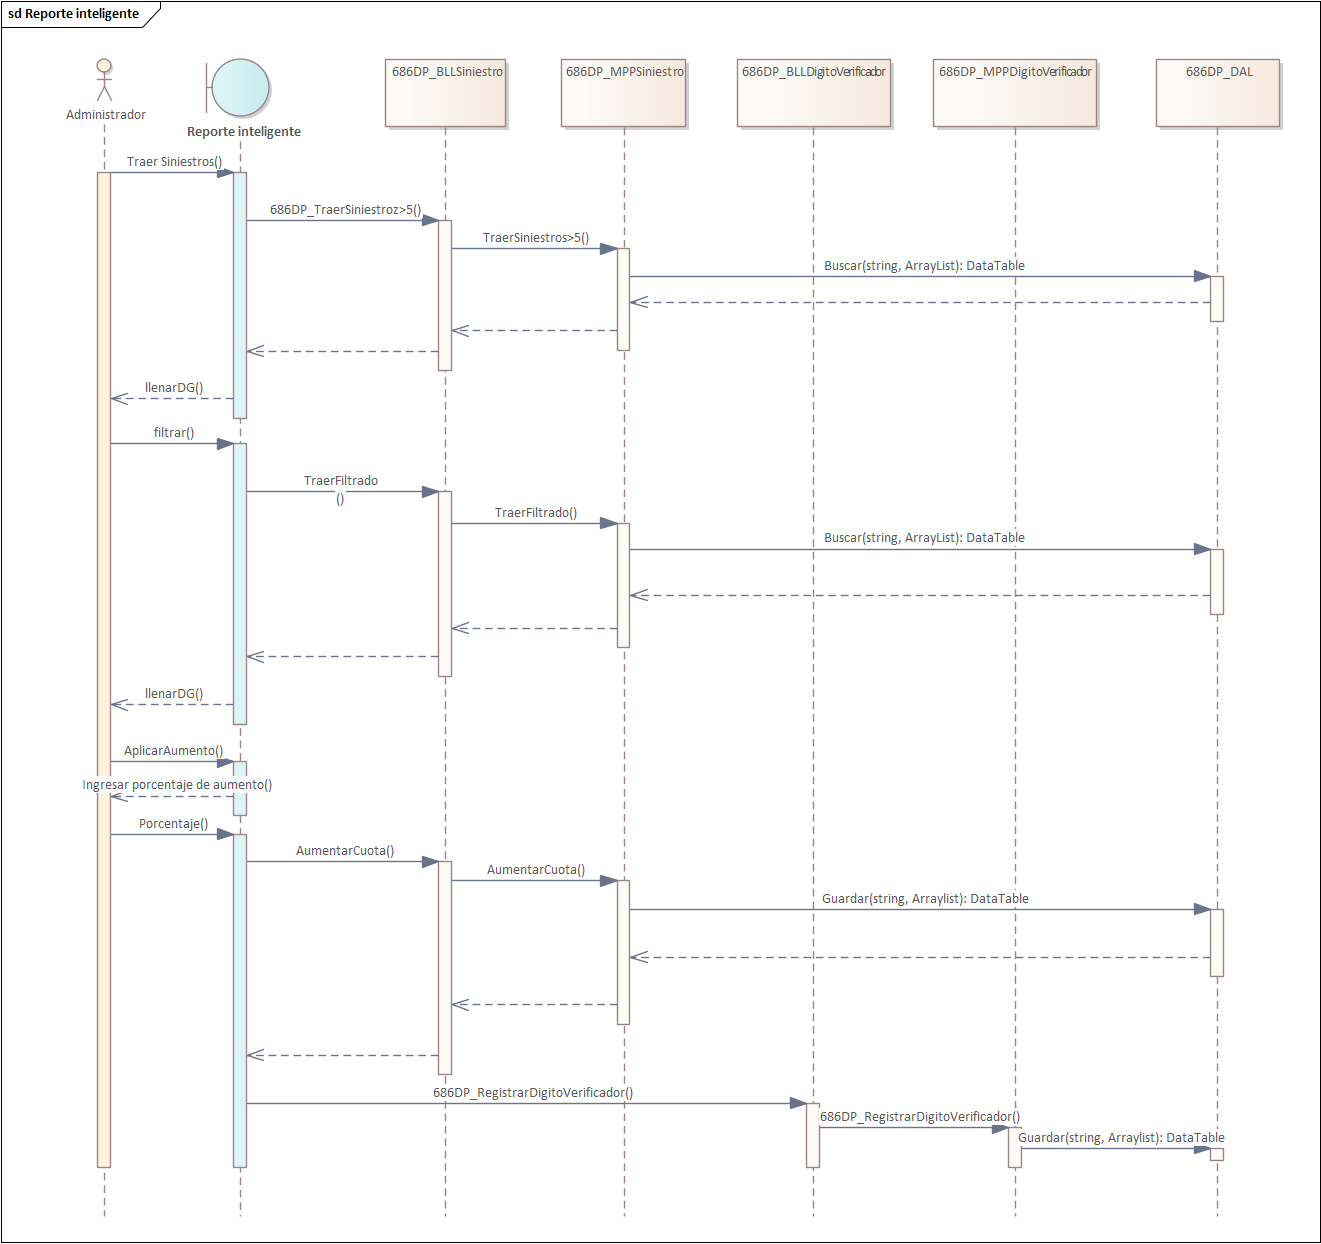 sd Reporte inteligente
Administrador
Reporte inteligente
686DP_BLLSiniestro
686DP_MPPSiniestro
686DP_BLLDigitoVerificador
686DP_MPPDigitoVerificador
686DP_DAL
Traer Siniestros()
686DP_TraerSiniestroz>5()
TraerSiniestros>5()
Buscar(string, ArrayList): DataTable
llenarDG()
filtrar()
TraerFiltrado
()
TraerFiltrado()
Buscar(string, ArrayList): DataTable
llenarDG()
AplicarAumento()
Ingresar porcentaje de aumento()
Porcentaje()
AumentarCuota()
AumentarCuota()
Guardar(string, Arraylist): DataTable
686DP_RegistrarDigitoVerificador()
686DP_RegistrarDigitoVerificador()
Guardar(string, Arraylist): DataTable